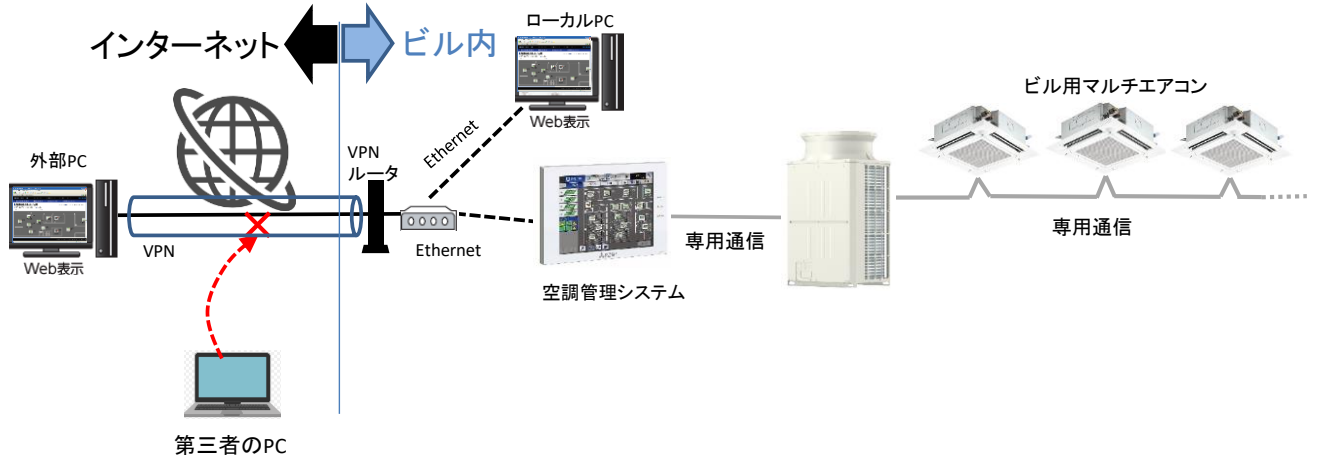 インターネット
ビル内
ローカルPC
Web表示
ビル用マルチエアコン
外部PC
Web表示
VPN
VPN
ルータ
Ethernet
Ethernet
空調管理システム
専用通信
専用通信
第三者のPC